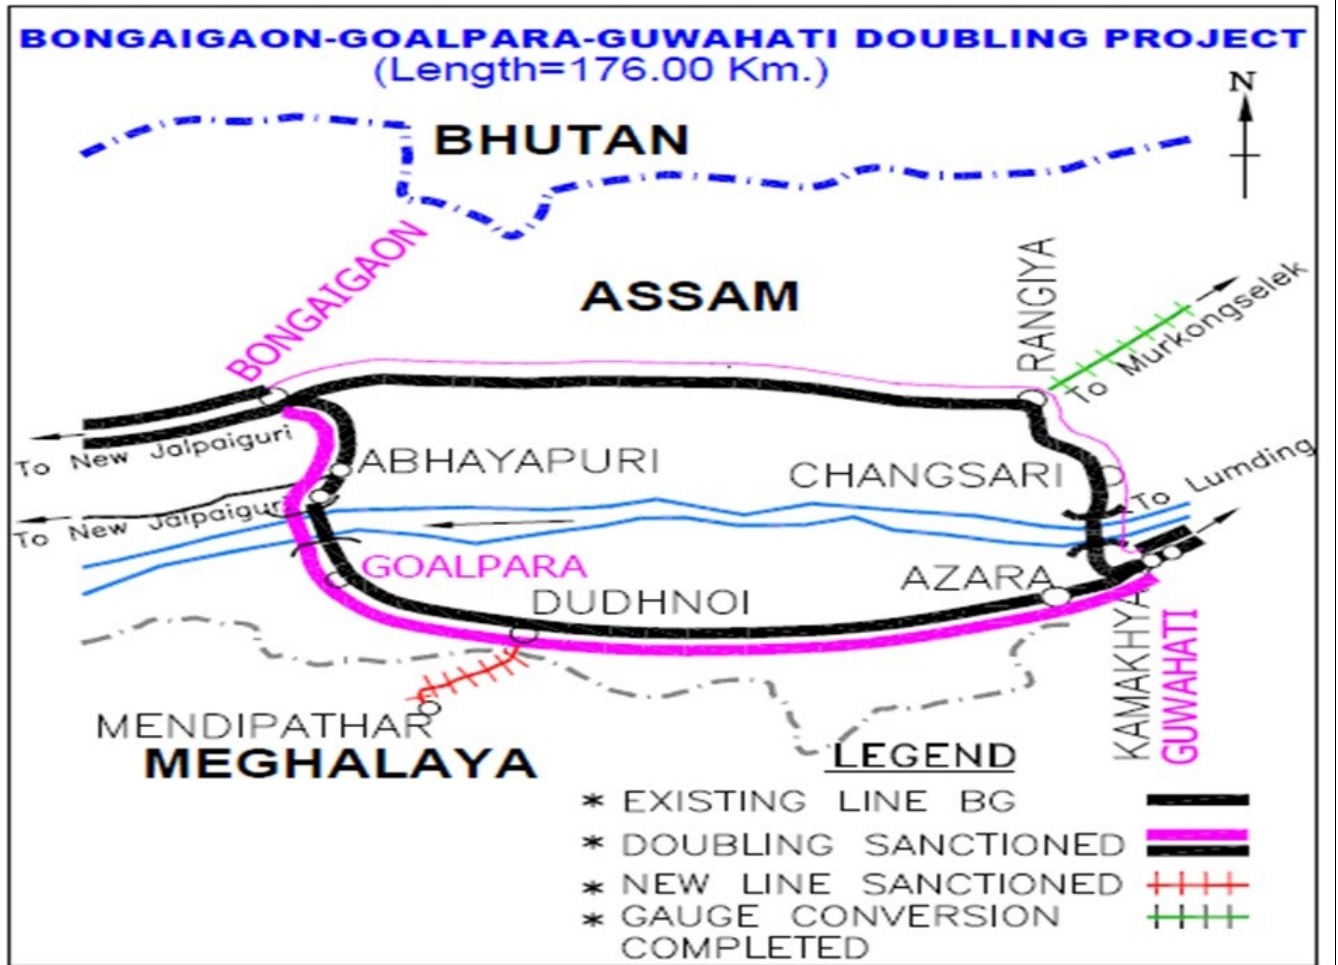 BONGAIGAON-GOALPARA-GUWAHATI DOUBLING PROJECT
(Length=176.00 Km.)
N
BHUTAN
BONGAIGAON
ASSAM
RANGIYA
To Murkongselek
To New Jalpaiguri
ABHAYAPURI
CHANGSARI
To Lumding
To New Jalpaiguri
GOALPARA
AZARA
DUDHNOI
KAMAKHYA
GUWAHATI
MENDIPATHAR
MEGHALAYA
LEGEND
* EXISTING LINE BG
* DOUBLING SANCTIONED
* NEW LINE SANCTIONED
* GAUGE CONVERSION
COMPLETED